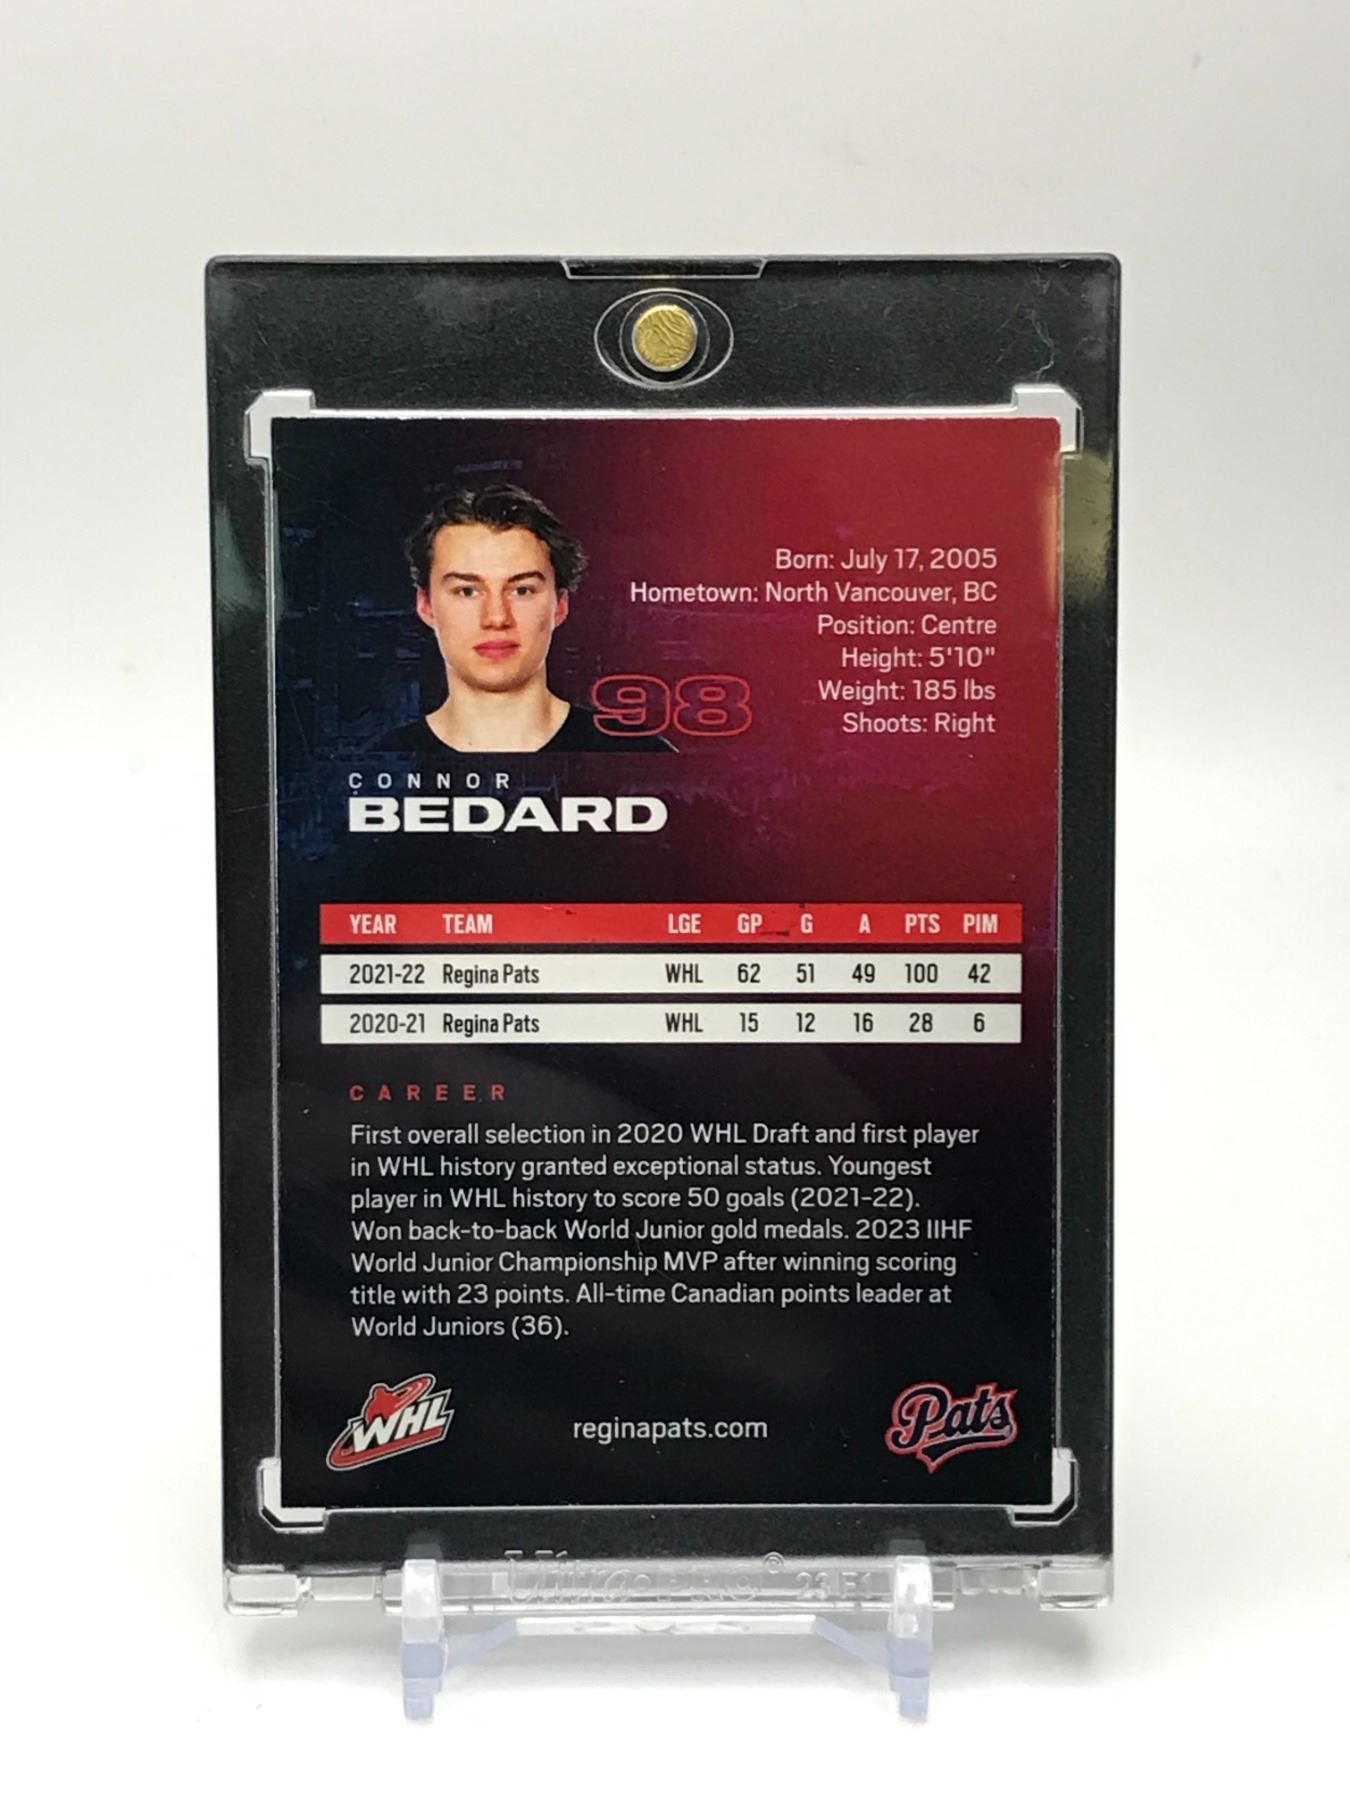 Born: July 17, 2005
Hometown: North Vancouver, BC
Position: Centre
Height: 5'10"
Weight: 185 lbs
Shoots: Right
98
CONNOR
BEDARD
YEAR TEAM LGE GP G A PTS PIM
2021-22 Regina Pats WHL 62 51 49 100 42
2020-21 Regina Pats WHL 15 12 16 28 6
CAREER
First overall selection in 2020 WHL Draft and first player
in WHL history granted exceptional status. Youngest
player in WHL history to score 50 goals (2021-22).
Won back-to-back World Junior gold medals. 2023 IIHF
World Junior Championship MVP after winning scoring
title with 23 points. All-time Canadian points leader at
World Juniors (36).
WHL reginapats.com Pats
Ultra·PRO® 23 F1